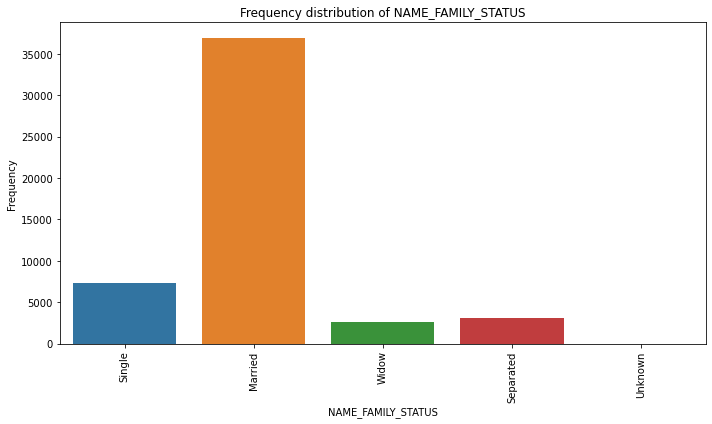 Frequency distribution of NAME_FAMILY_STATUS
35000
30000
25000
20000
15000
10000
5000
0
Frequency
Single
Married
Widow
Separated
Unknown
NAME_FAMILY_STATUS